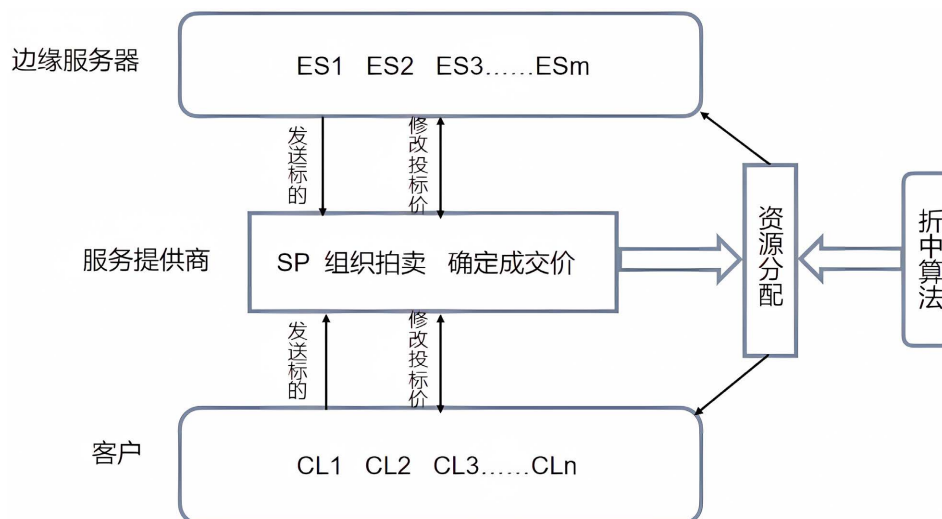 边缘服务器
ES1 ES2 ES3……ESm
发送标的
修改投标价
服务提供商
SP 组织拍卖 确定成交价
资源分配
折中算法
发送标的
修改投标价
客户
CL1 CL2 CL3……CLn